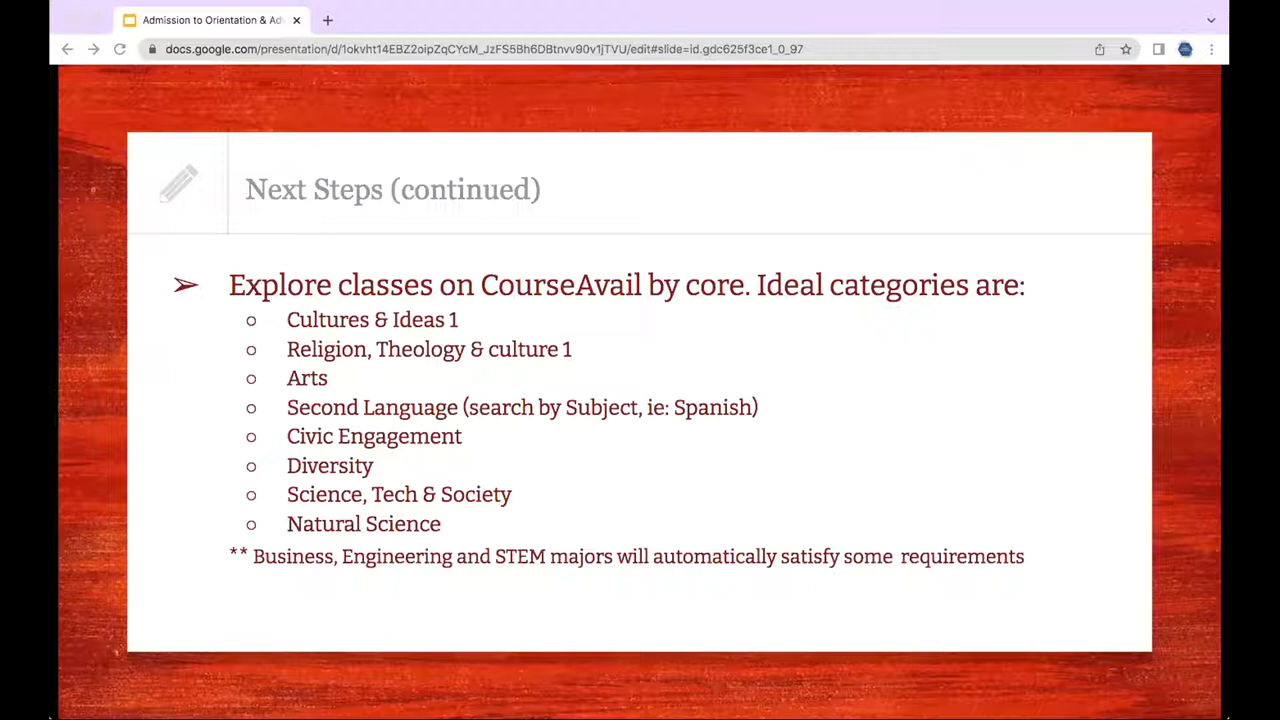 Admission to Orientation & Ad
docs.google.com/presentation/d/1okvht14EBZ2oipZqCYcM_JzFS5Bh6DBtnvv90v1jTVU/edit#slide=id.gdc625f3ce1_0_97
Next Steps (continued)
➢ Explore classes on CourseAvail by core. Ideal categories are:
○ Cultures & Ideas 1
○ Religion, Theology & culture 1
○ Arts
○ Second Language (search by Subject, ie: Spanish)
○ Civic Engagement
○ Diversity
○ Science, Tech & Society
○ Natural Science
** Business, Engineering and STEM majors will automatically satisfy some requirements